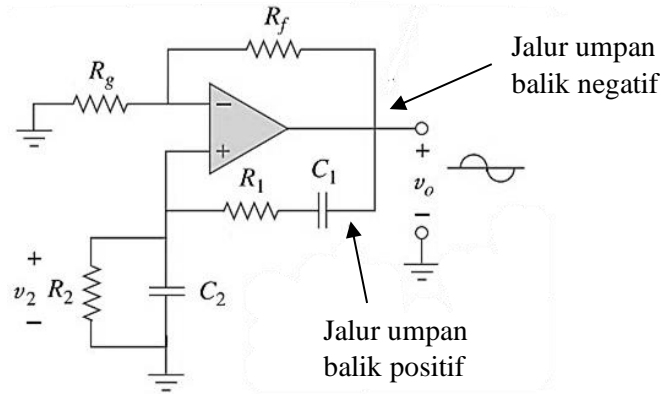 R_f
Jalur umpan
balik negatif
R_g
−
+
R_1
C_1
+
v_o
−
+
v_2
−
R_2
C_2
Jalur umpan
balik positif